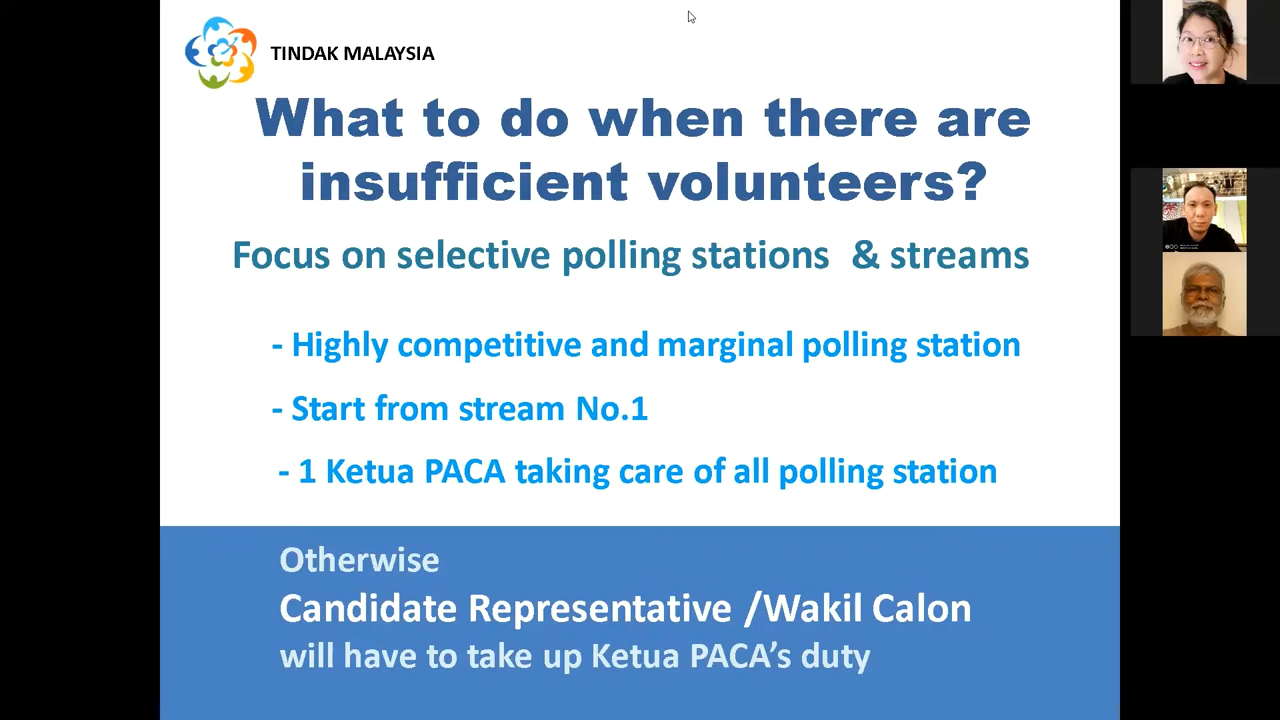 TINDAK MALAYSIA
What to do when there are
insufficient volunteers?
Focus on selective polling stations & streams
- Highly competitive and marginal polling station
- Start from stream No.1
- 1 Ketua PACA taking care of all polling station
Otherwise
Candidate Representative /Wakil Calon
will have to take up Ketua PACA’s duty